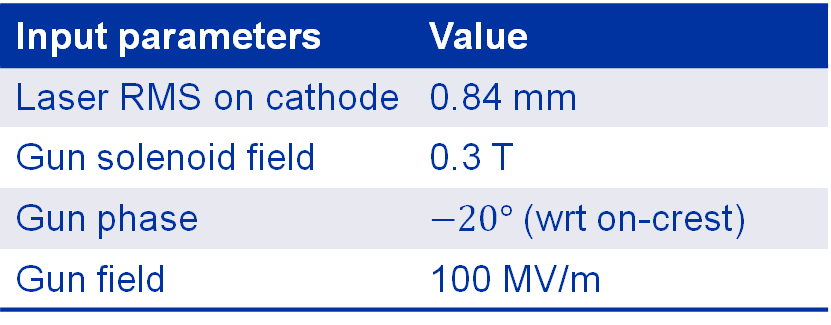 Input parameters Value
Laser RMS on cathode 0.84 mm
Gun solenoid field 0.3 T
Gun phase −20° (wrt on-crest)
Gun field 100 MV/m